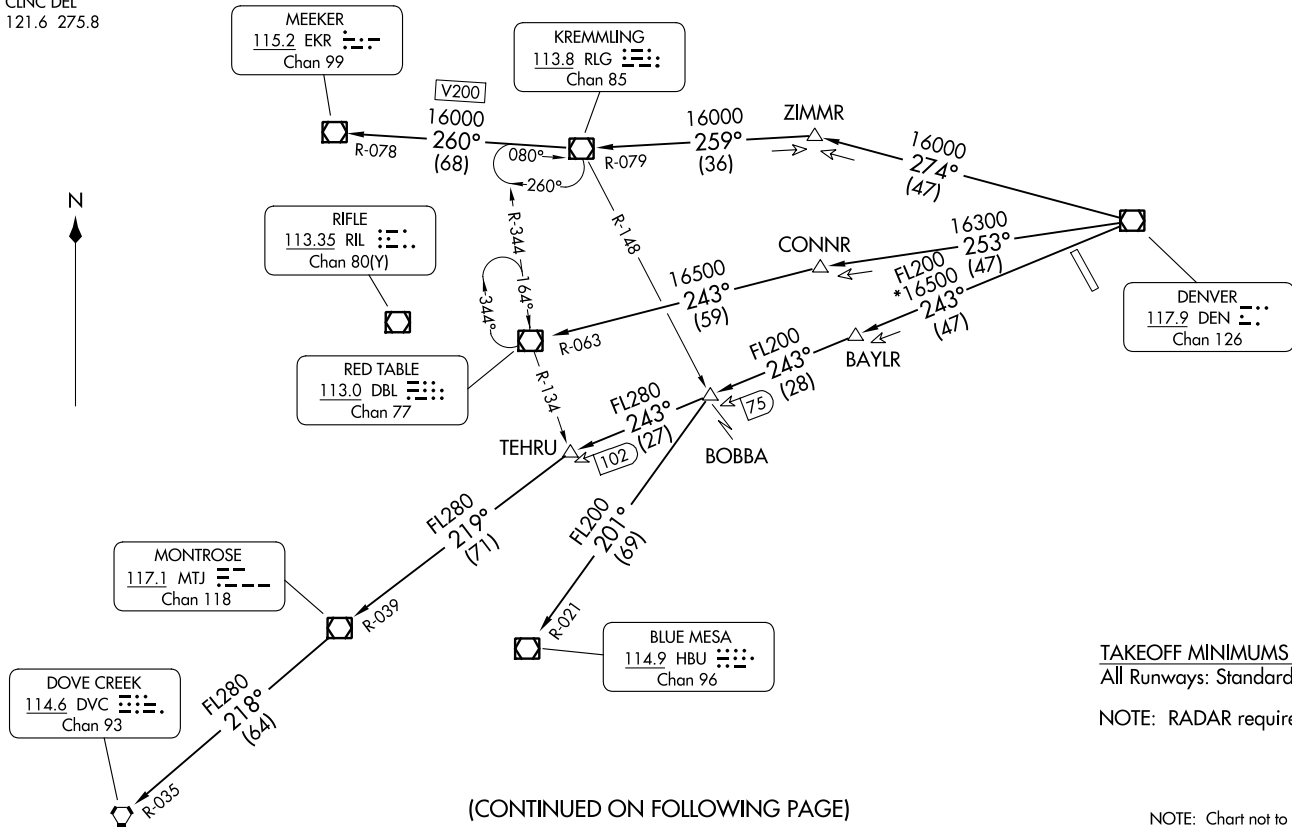 CLNC DEL
121.6 275.8
MEEKER
115.2 EKR
Chan 99
KREMMLING
113.8 RLG
Chan 85
V200
16000
260°
(68)
R-078
080°
260°
16000
259°
(36)
R-079
ZIMMR
16000
274°
(47)
N
RIFLE
113.35 RIL
Chan 80(Y)
R-344
R-148
CONNR
16300
253°
(47)
FL200
*16500
243°
(47)
DENVER
117.9 DEN
Chan 126
164°
344°
16500
243°
(59)
R-063
BAYLR
RED TABLE
113.0 DBL
Chan 77
R-134
FL200
243°
(28)
75
FL280
243°
(27)
BOBBA
TEHRU
102
FL280
219°
(71)
FL200
201°
(69)
MONTROSE
117.1 MTJ
Chan 118
R-039
R-021
BLUE MESA
114.9 HBU
Chan 96
TAKEOFF MINIMUMS
All Runways: Standard
NOTE: RADAR require
DOVE CREEK
114.6 DVC
Chan 93
FL280
218°
(64)
R-035
(CONTINUED ON FOLLOWING PAGE)
NOTE: Chart not to